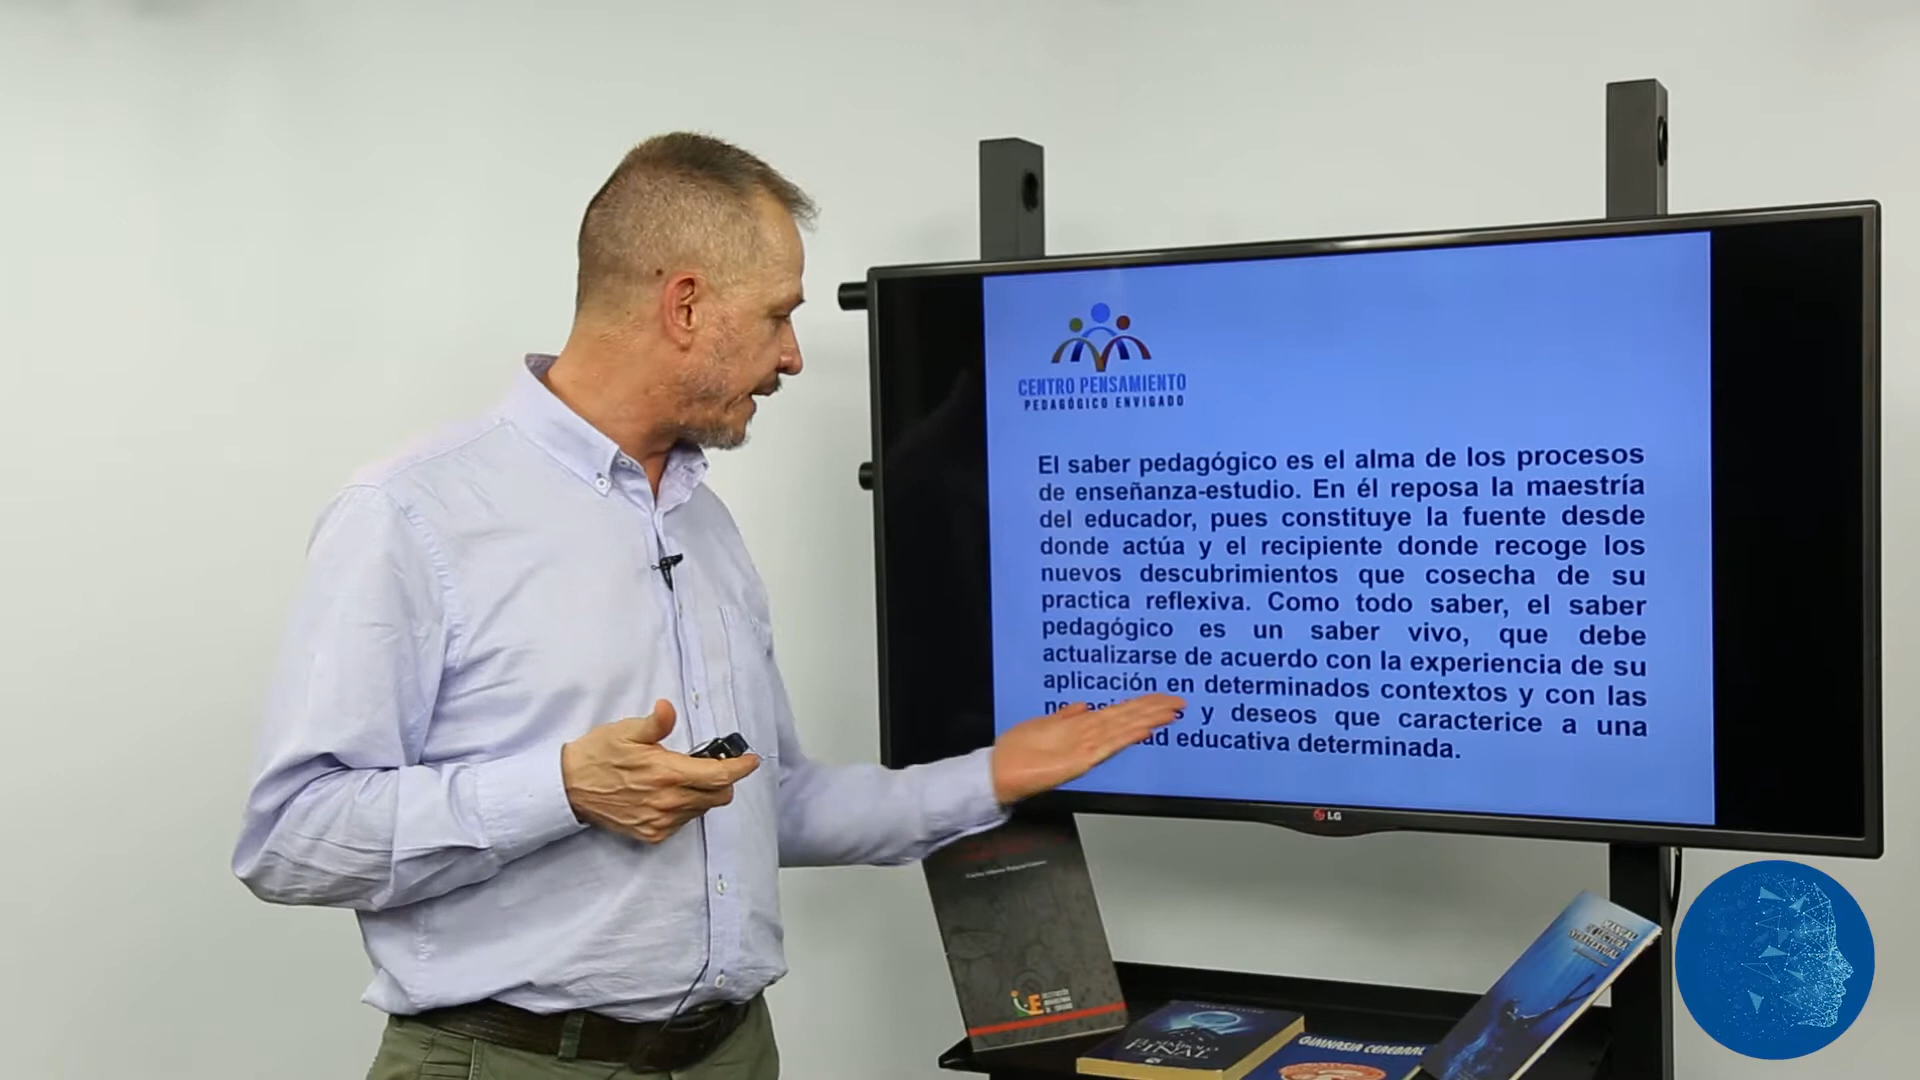 CENTRO PENSAMIENTO
PEDAGÓGICO ENVIGADO
El saber pedagógico es el alma de los procesos
de enseñanza-estudio. En él reposa la maestría
del educador, pues constituye la fuente desde
donde actúa y el recipiente donde recoge los
nuevos descubrimientos que cosecha de su
practica reflexiva. Como todo saber, el saber
pedagógico es un saber vivo, que debe
actualizarse de acuerdo con la experiencia de su
aplicación en determinados contextos y con las
y deseos que caracterice a una
educativa determinada.
LG
MANUAL
DE LECTURA
FINAL
GIMNASIA CEREBRAL